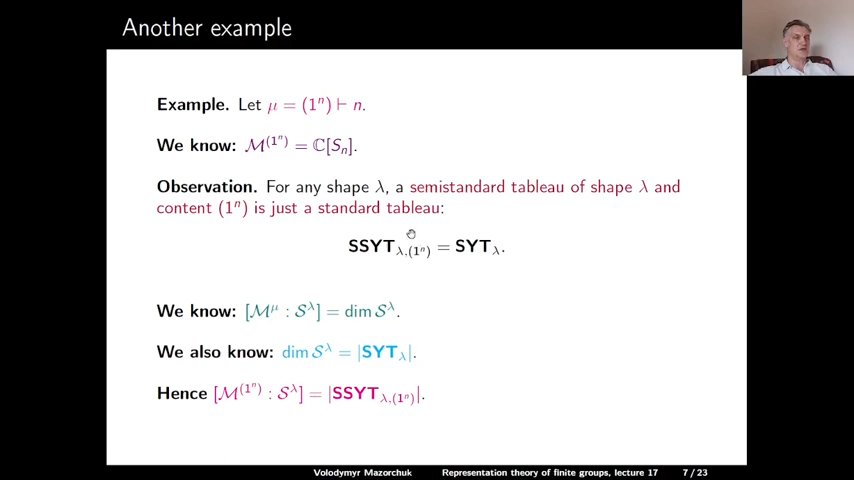 Another example
Example. Let μ = (1ⁿ) ⊢ n.
We know: 𝓜^(1ⁿ) = ℂ[Sₙ].
Observation. For any shape λ, a semistandard tableau of shape λ and
content (1ⁿ) is just a standard tableau:
SSYT_λ,(1ⁿ) = SYT_λ.
We know: [𝓜^μ : 𝓢^λ] = dim 𝓢^λ.
We also know: dim 𝓢^λ = |SYT_λ|.
Hence [𝓜^(1ⁿ) : 𝓢^λ] = |SSYT_λ,(1ⁿ)|.
Volodymyr Mazorchuk Representation theory of finite groups, lecture 17 7/23